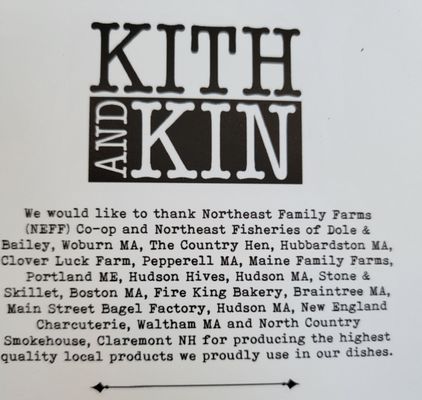 KITH
AND KIN
We would like to thank Northeast Family Farms
(NEFF) Co-op and Northeast Fisheries of Dole &
Bailey, Woburn MA, The Country Hen, Hubbardston MA,
Clover Luck Farm, Pepperell MA, Maine Family Farms,
Portland ME, Hudson Hives, Hudson MA, Stone &
Skillet, Boston MA, Fire King Bakery, Braintree MA,
Main Street Bagel Factory, Hudson MA, New England
Charcuterie, Waltham MA and North Country
Smokehouse, Claremont NH for producing the highest
quality local products we proudly use in our dishes.